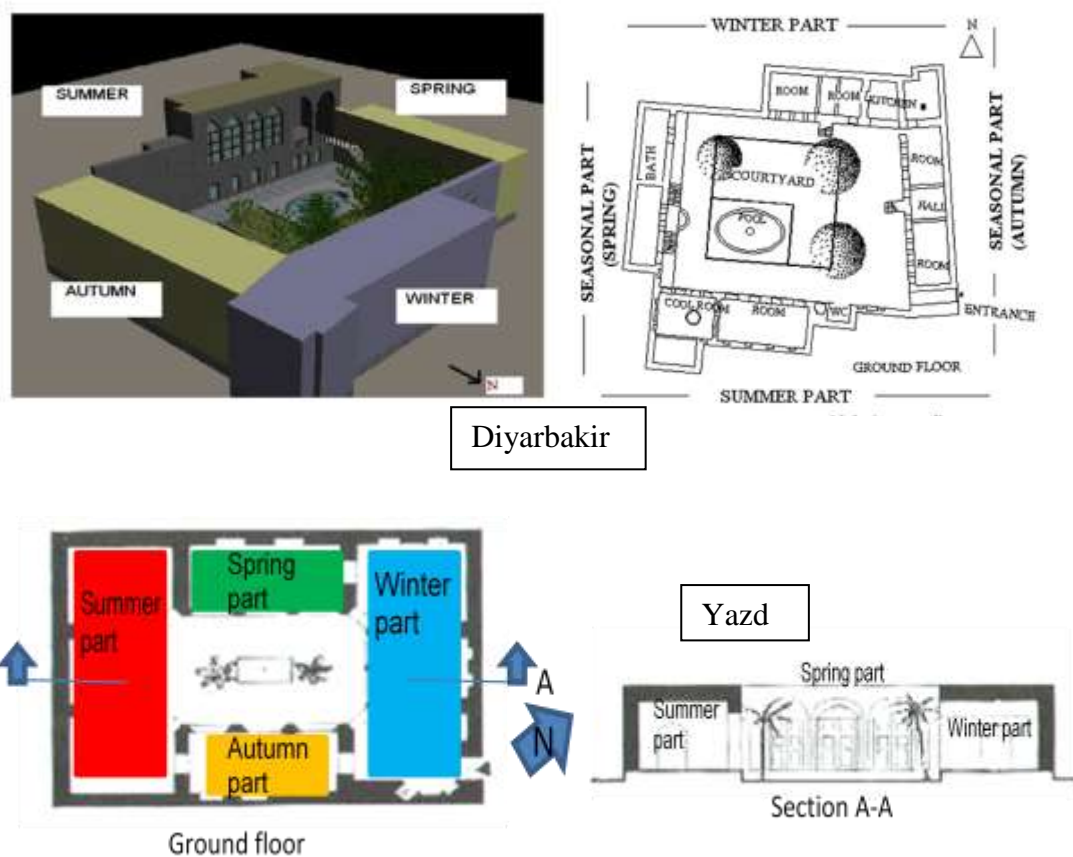 SUMMER
SPRING
AUTUMN
WINTER
N
WINTER PART
N
SEASONAL PART
(SPRING)
SEASONAL PART
(AUTUMN)
ROOM
ROOM
KITCHEN
BATH
COURTYARD
ROOM
HALL
POOL
ROOM
COOL ROOM
ROOM
WC
ENTRANCE
GROUND FLOOR
SUMMER PART
Diyarbakir
Summer
part
Spring
part
Winter
part
Autumn
part
A
N
Ground floor
Yazd
Spring part
Summer
part
Winter part
Section A-A